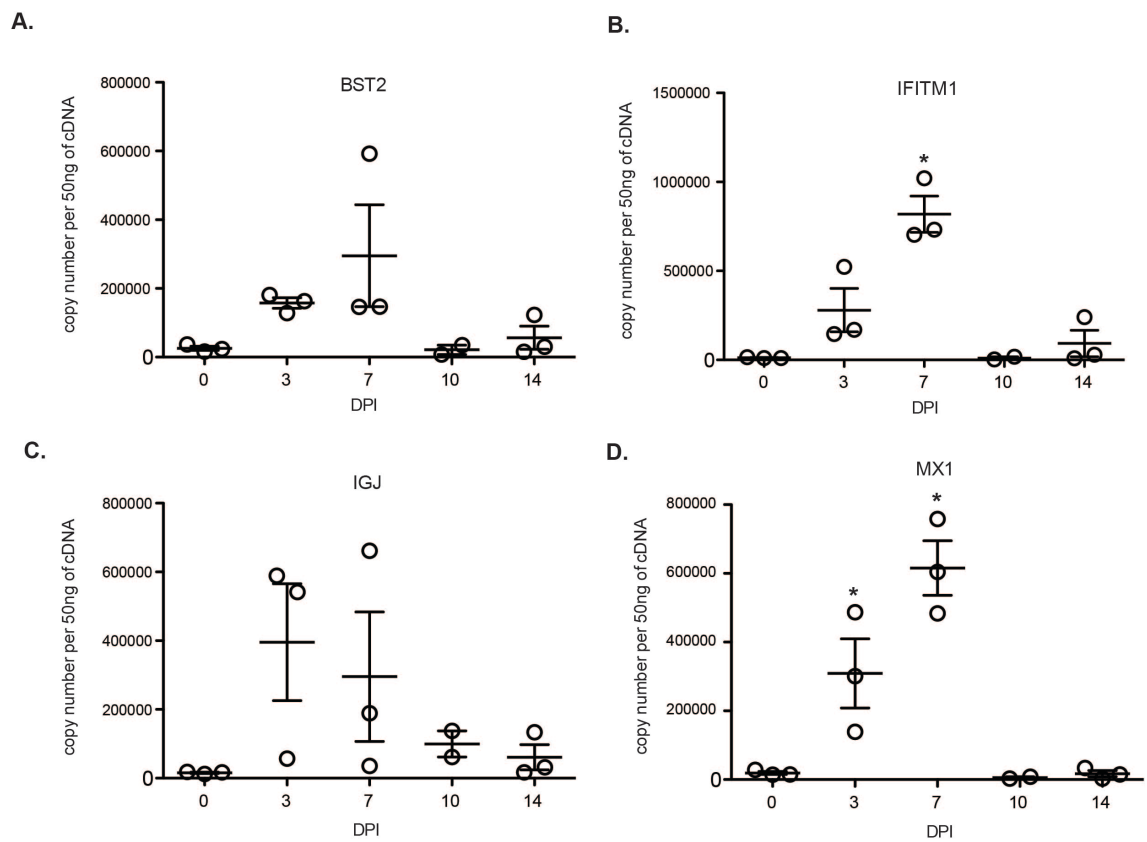 A.
BST2
copy number per 50ng of cDNA
800000
600000
400000
200000
0
0 3 7 10 14
DPI
B.
IFITM1
copy number per 50ng of cDNA
1500000
1000000
500000
0
*
0 3 7 10 14
DPI
C.
IGJ
copy number per 50ng of cDNA
800000
600000
400000
200000
0
0 3 7 10 14
DPI
D.
MX1
copy number per 50ng of cDNA
800000
600000
400000
200000
0
*
*
0 3 7 10 14
DPI